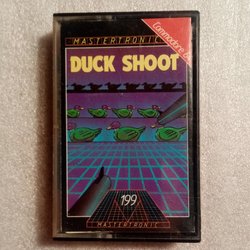 MASTERTRONIC
Commodore 64
DUCK SHOOT
199
MASTERTRONIC